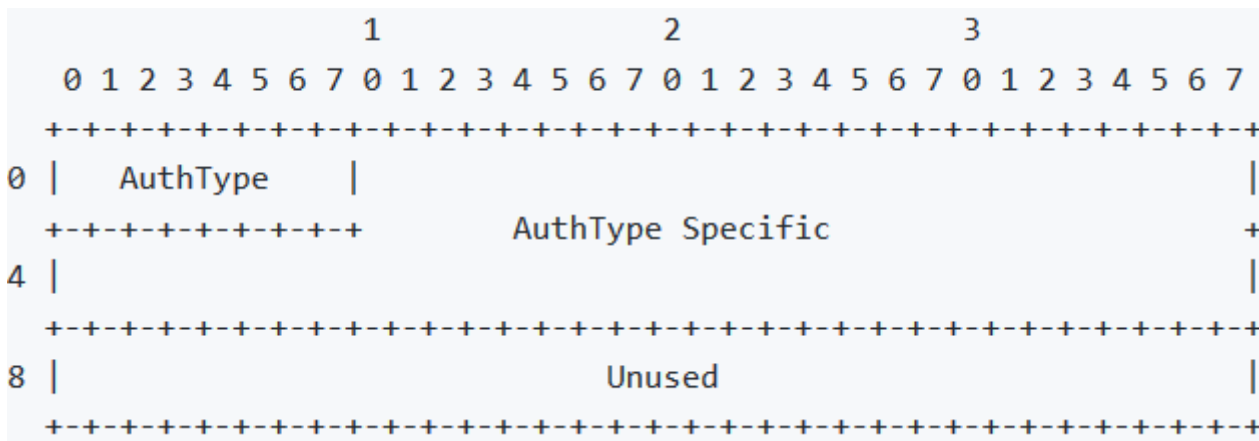 1               2               3
   0 1 2 3 4 5 6 7 0 1 2 3 4 5 6 7 0 1 2 3 4 5 6 7 0 1 2 3 4 5 6 7
  +-+-+-+-+-+-+-+-+-+-+-+-+-+-+-+-+-+-+-+-+-+-+-+-+-+-+-+-+-+-+-+-+
0 |   AuthType    |                                               |
  +-+-+-+-+-+-+-+-+        AuthType Specific                      +
4 |                                                               |
  +-+-+-+-+-+-+-+-+-+-+-+-+-+-+-+-+-+-+-+-+-+-+-+-+-+-+-+-+-+-+-+-+
8 |                             Unused                            |
  +-+-+-+-+-+-+-+-+-+-+-+-+-+-+-+-+-+-+-+-+-+-+-+-+-+-+-+-+-+-+-+-+